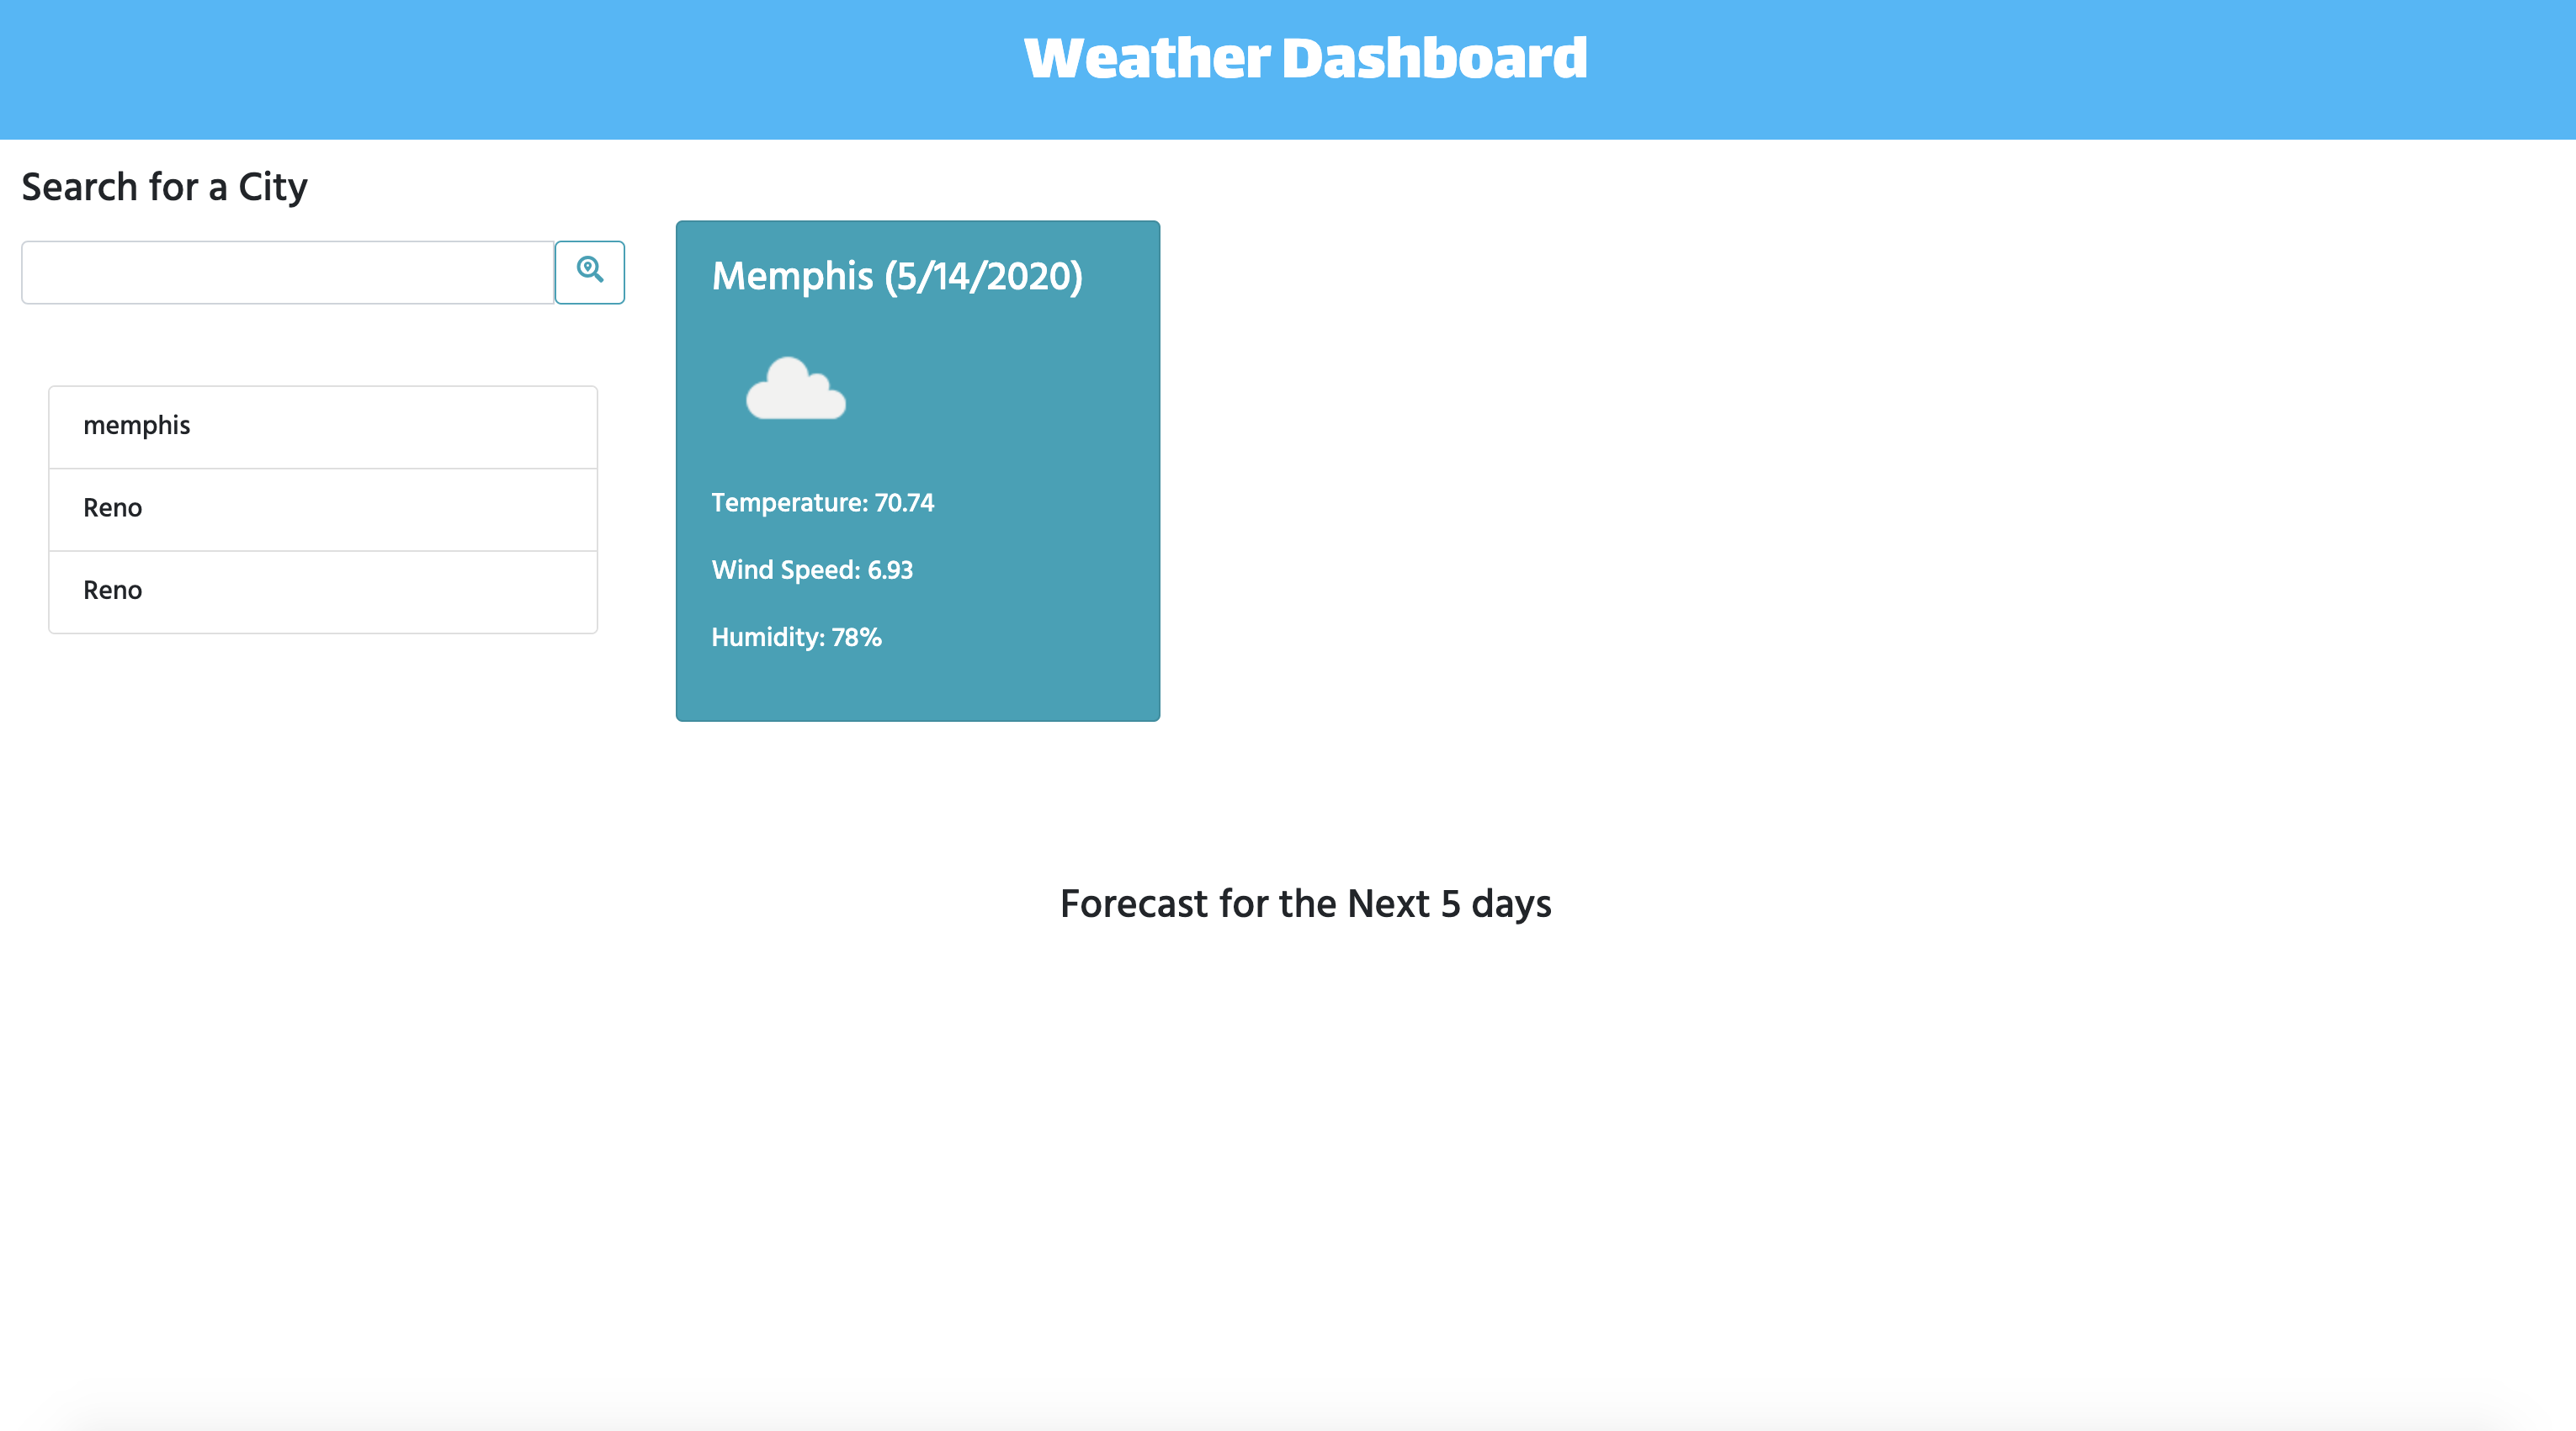 Weather Dashboard
Search for a City
memphis
Reno
Reno
Memphis (5/14/2020)
Temperature: 70.74
Wind Speed: 6.93
Humidity: 78%
Forecast for the Next 5 days